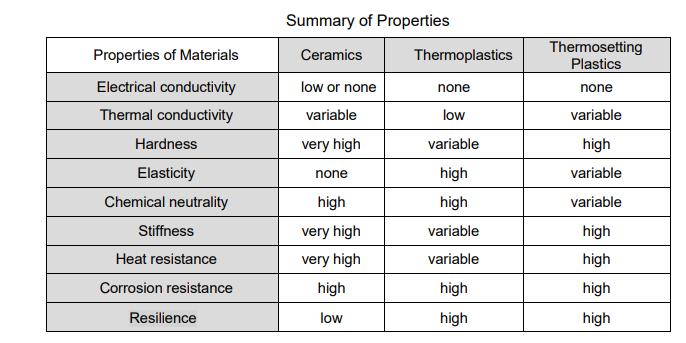 Summary of Properties
Properties of Materials Ceramics Thermoplastics Thermosetting Plastics
Electrical conductivity low or none none none
Thermal conductivity variable low variable
Hardness very high variable high
Elasticity none high variable
Chemical neutrality high high variable
Stiffness very high variable high
Heat resistance very high variable high
Corrosion resistance high high high
Resilience low high high